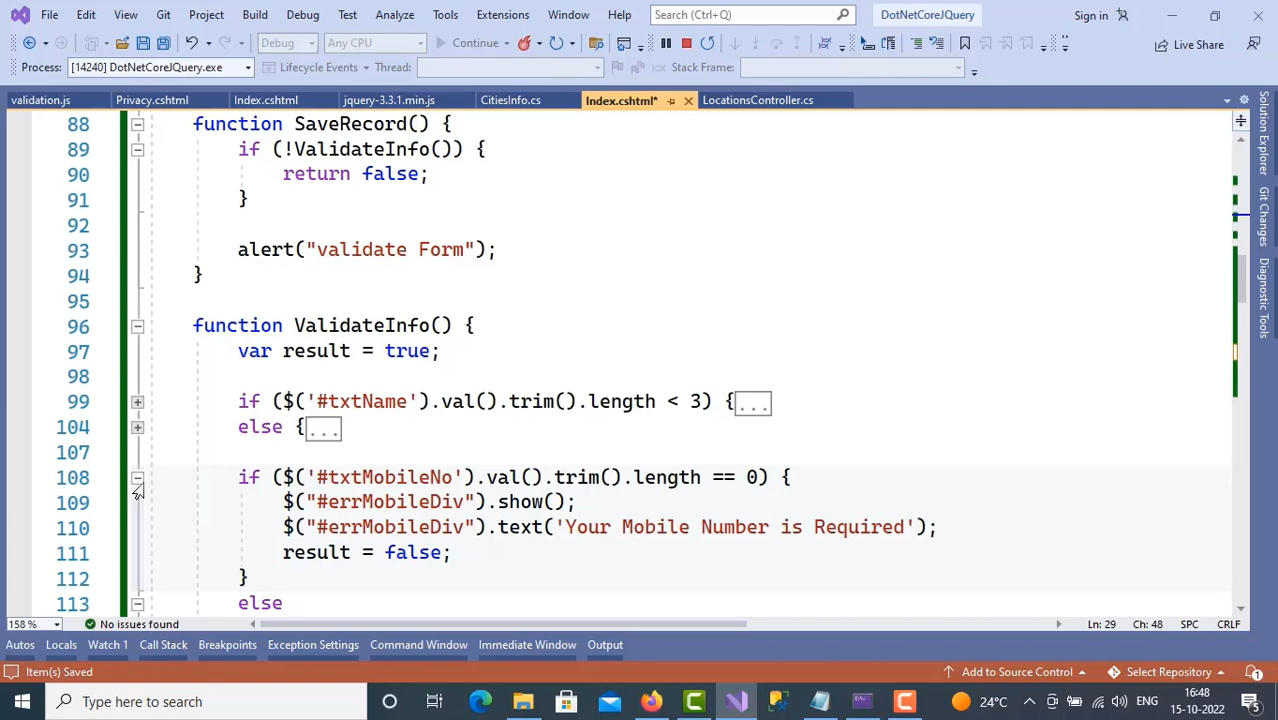 File Edit View Git Project Build Debug Test Analyze Tools Extensions Window Help Search (Ctrl+Q) DotNetCoreJQuery Sign in
Debug Any CPU Continue Live Share
Process: [14240] DotNetCoreJQuery.exe Lifecycle Events Thread: Stack Frame:
validation.js Privacy.cshtml Index.cshtml jquery-3.3.1.min.js CitiesInfo.cs Index.cshtml* LocationsController.cs
88 function SaveRecord() {
89 if (!ValidateInfo()) {
90 return false;
91 }
92
93 alert("validate Form");
94 }
95
96 function ValidateInfo() {
97 var result = true;
98
99 if ($('#txtName').val().trim().length < 3) {...
104 else {...
107
108 if ($('#txtMobileNo').val().trim().length == 0) {
109 $("#errMobileDiv").show();
110 $("#errMobileDiv").text('Your Mobile Number is Required');
111 result = false;
112 }
113 else
Solution Explorer
Git Changes
Diagnostic Tools
158 % No issues found Ln: 29 Ch: 48 SPC CRLF
Autos Locals Watch 1 Call Stack Breakpoints Exception Settings Command Window Immediate Window Output
Item(s) Saved Add to Source Control Select Repository 1
Type here to search 24°C ENG 16:48 5
15-10-2022